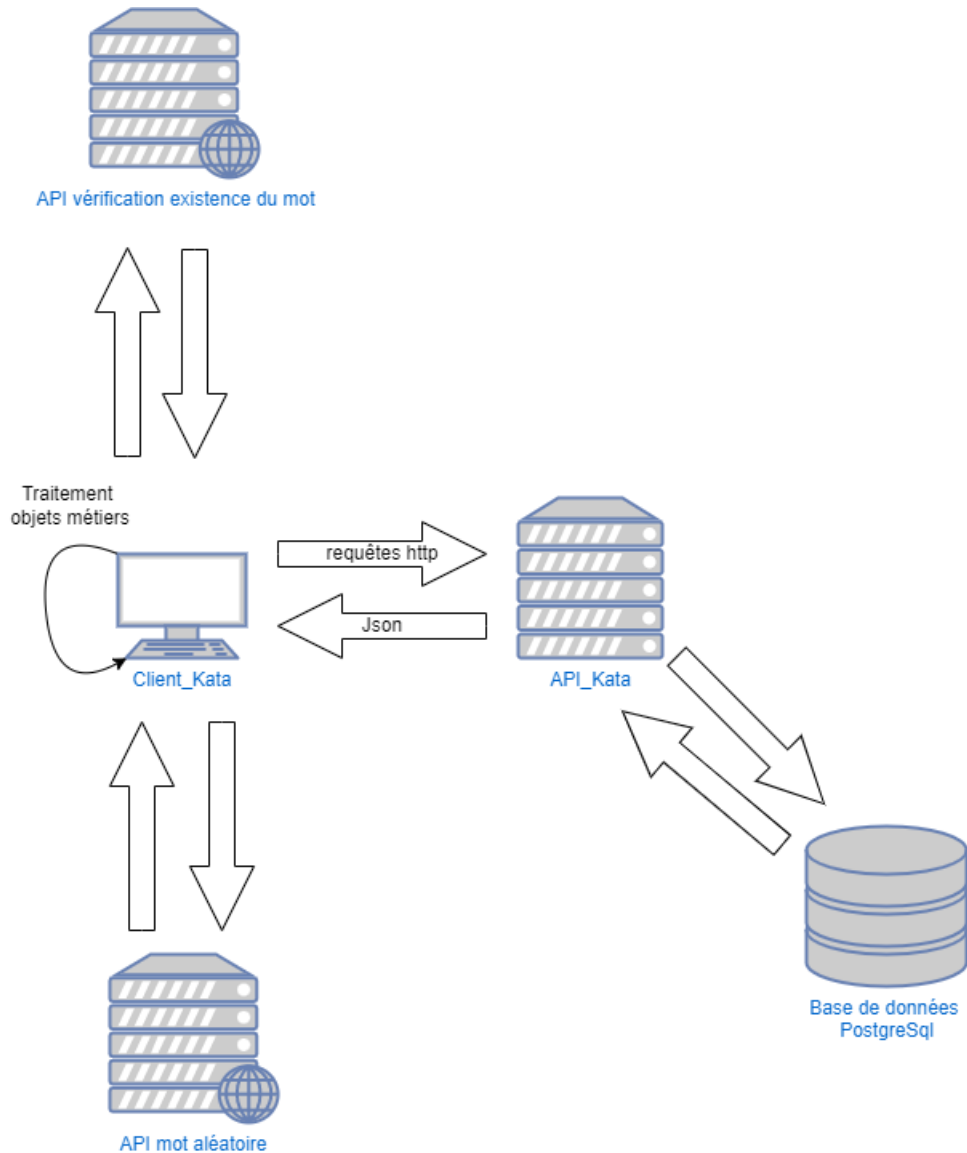 API vérification existence du mot
Traitement
objets métiers
requêtes http
Json
Client_Kata
API_Kata
Base de données
PostgreSql
API mot aléatoire